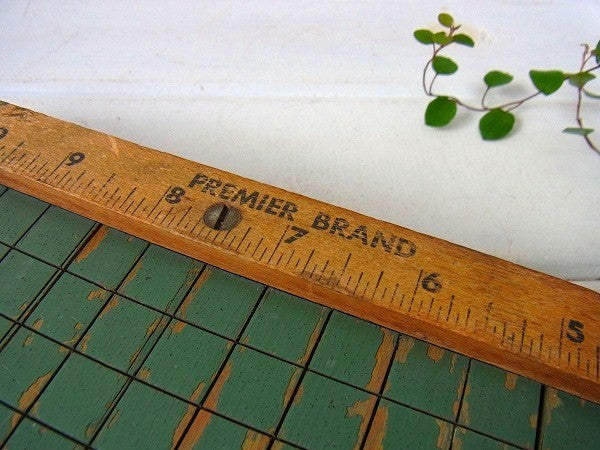 PREMIER BRAND
9 8 7 6 5